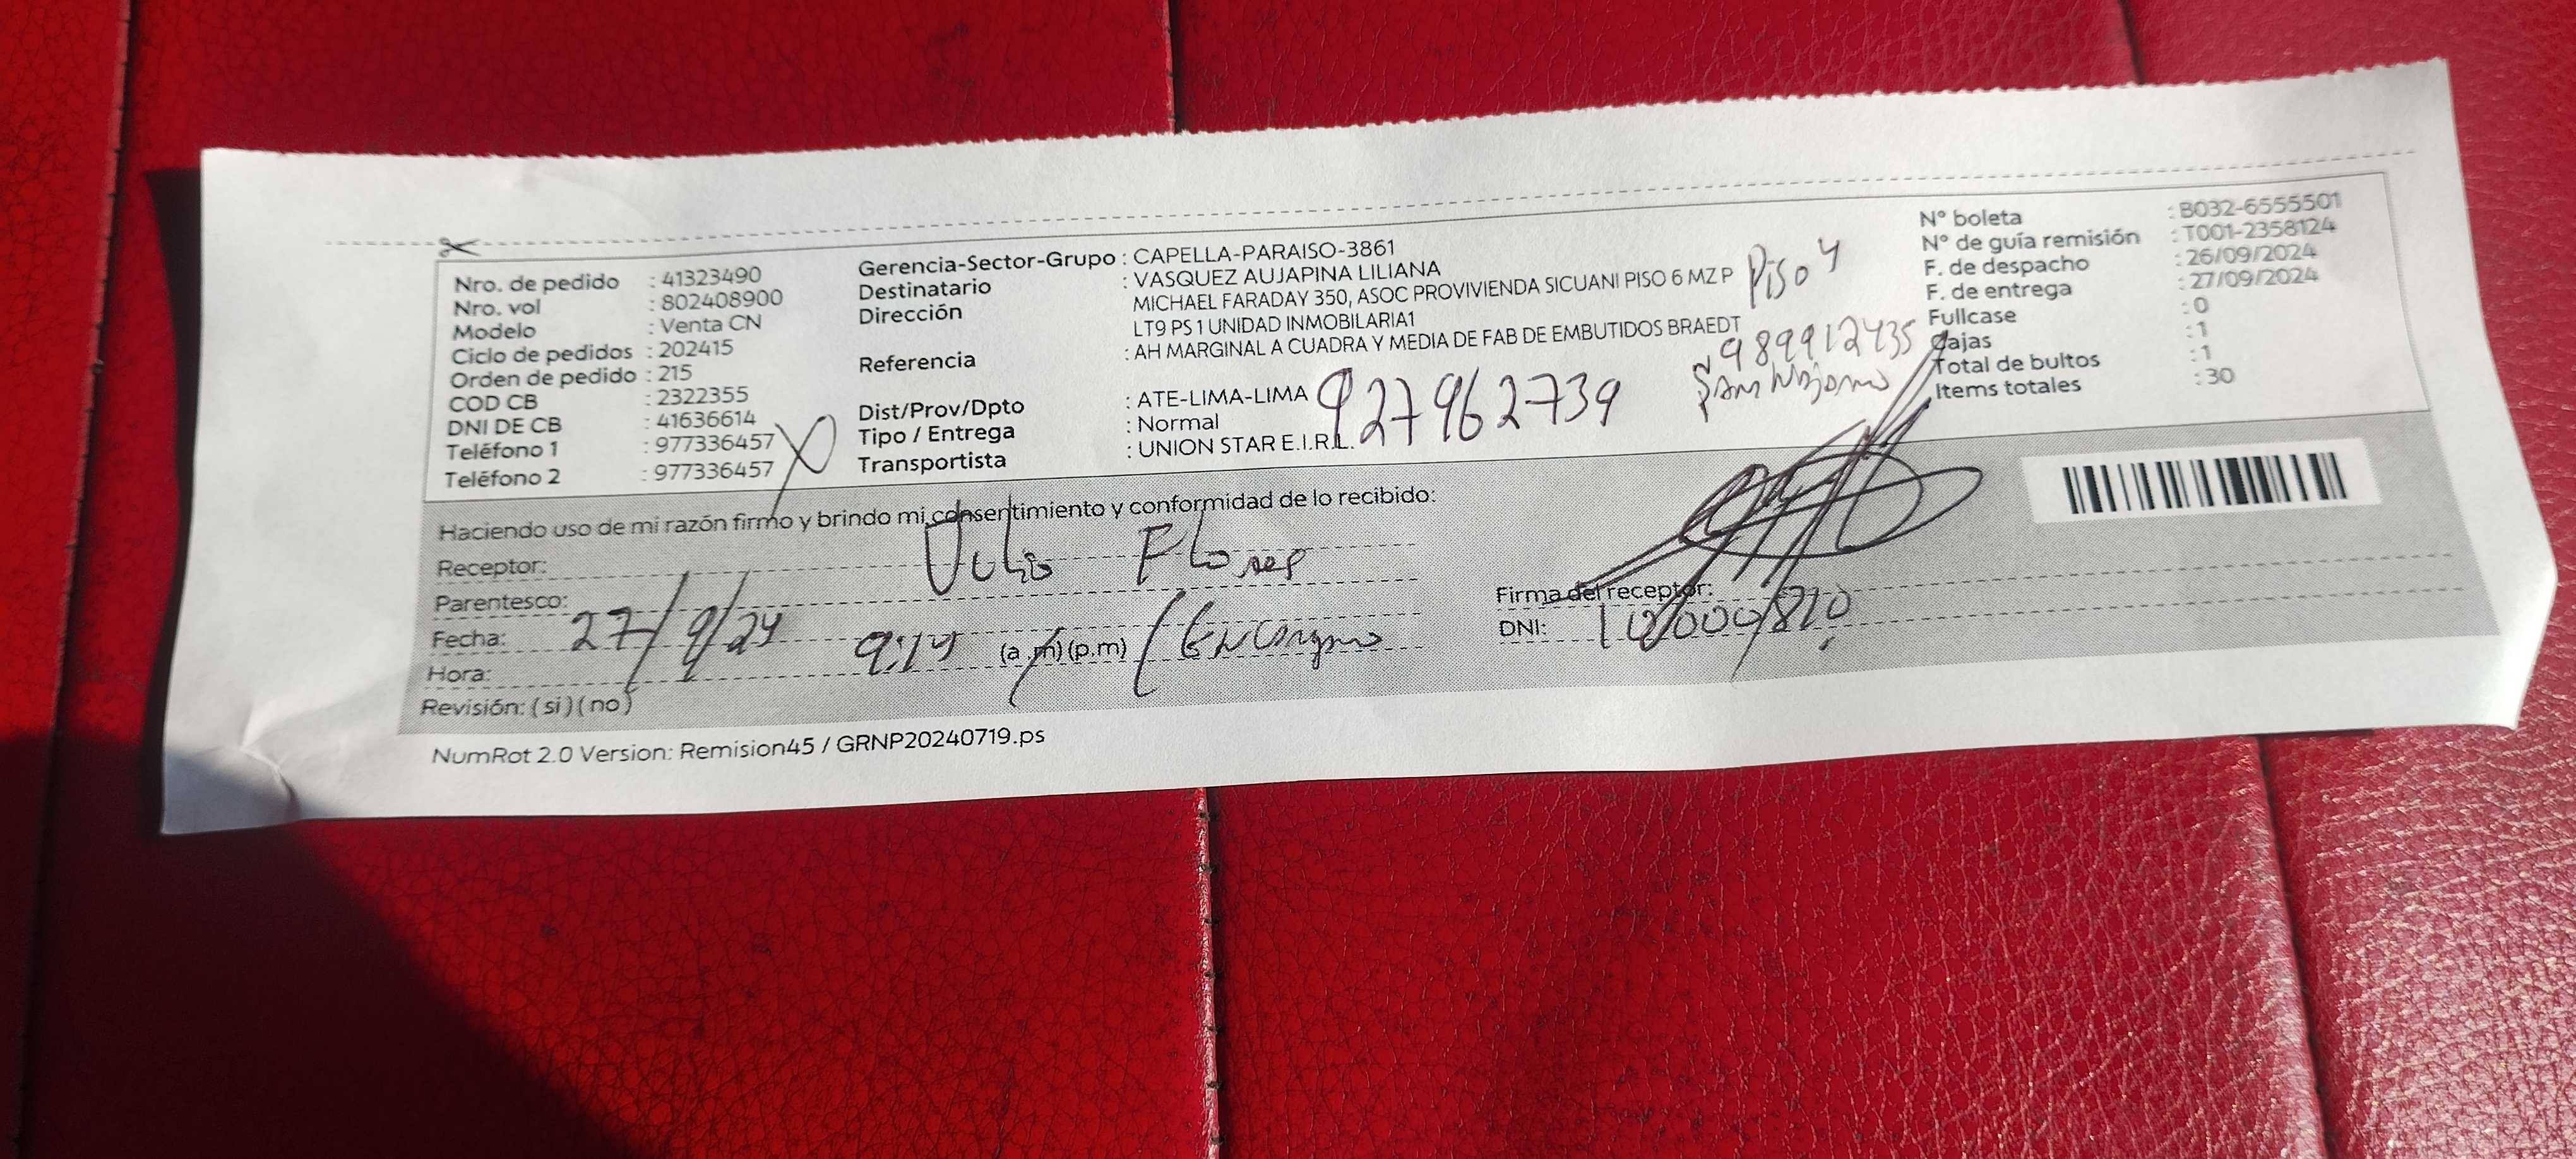 Nro. de pedido : 41323490
Nro. vol : 802408900
Modelo : Venta CN
Ciclo de pedidos : 202415
Orden de pedido : 215
COD CB : 2322355
DNI DE CB : 41636614
Teléfono 1 : 977336457
Teléfono 2 : 977336457
Gerencia-Sector-Grupo : CAPELLA-PARAISO-3861
Destinatario : VASQUEZ AUJAPINA LILIANA
Dirección MICHAEL FARADAY 350, ASOC PROVIVIENDA SICUANI PISO 6 MZ P
LT9 PS 1 UNIDAD INMOBILARIA1
Referencia : AH MARGINAL A CUADRA Y MEDIA DE FAB DE EMBUTIDOS BRAEDT
Dist/Prov/Dpto : ATE-LIMA-LIMA
Tipo / Entrega : Normal
Transportista : UNION STAR E.I.R.L.
Piso 4
989912435
927962739
N° boleta : B032-6555501
N° de guía remisión : T001-2358124
F. de despacho : 26/09/2024
F. de entrega : 27/09/2024
Fullcase : 0
Cajas : 1
Total de bultos : 1
Items totales : 30
Haciendo uso de mi razón firmo y brindo mi consentimiento y conformidad de lo recibido:
Receptor: Julio Flores
Parentesco:
Fecha: 27/9/24
Hora: 9:14 (a.m) (p.m)
Revisión: ( si ) ( no )
Firma del receptor:
DNI:
NumRot 2.0 Version: Remision45 / GRNP20240719.ps